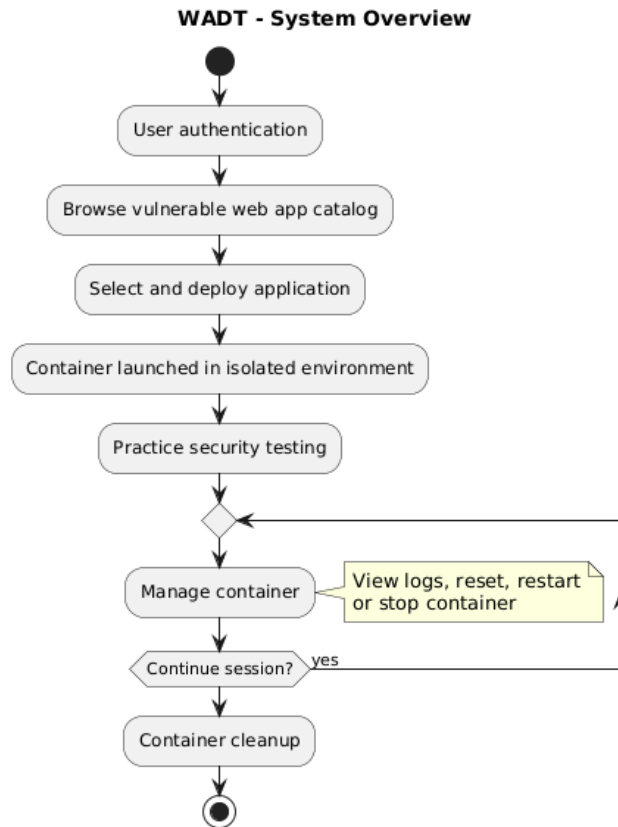 WADT - System Overview
User authentication
Browse vulnerable web app catalog
Select and deploy application
Container launched in isolated environment
Practice security testing
Manage container
View logs, reset, restart
or stop container
Continue session?
yes
Container cleanup